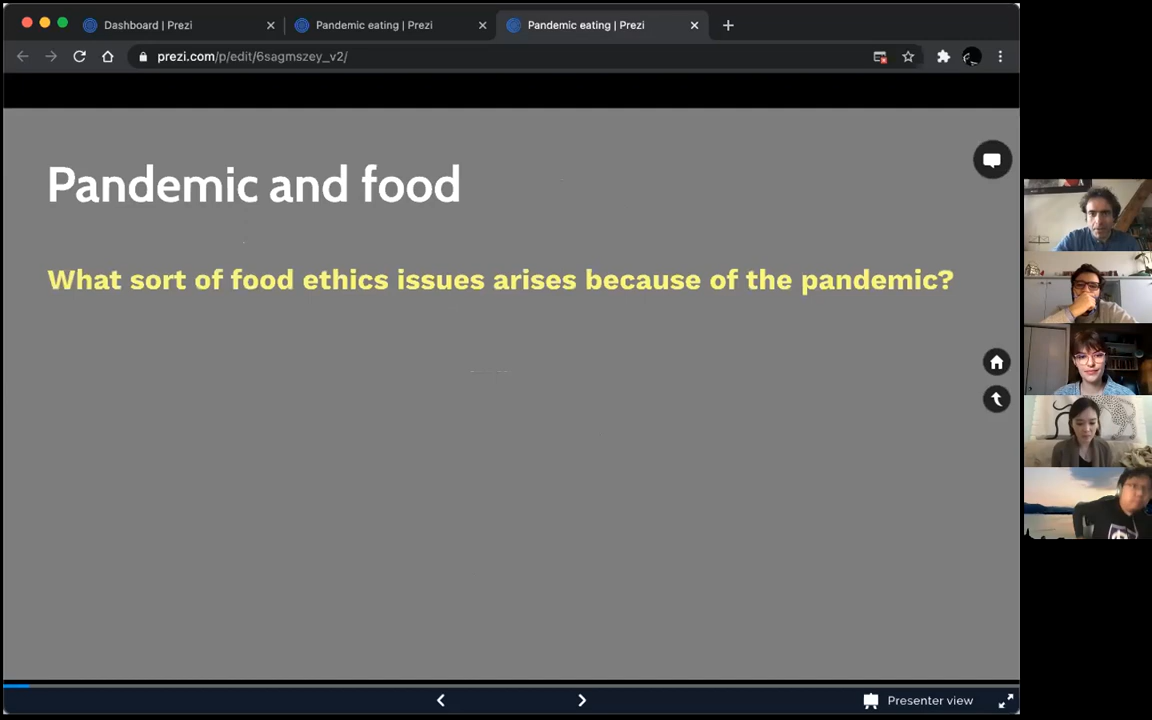 Dashboard | Prezi
Pandemic eating | Prezi
Pandemic eating | Prezi
prezi.com/p/edit/6sagmszey_v2/
Pandemic and food
What sort of food ethics issues arises because of the pandemic?
Presenter view